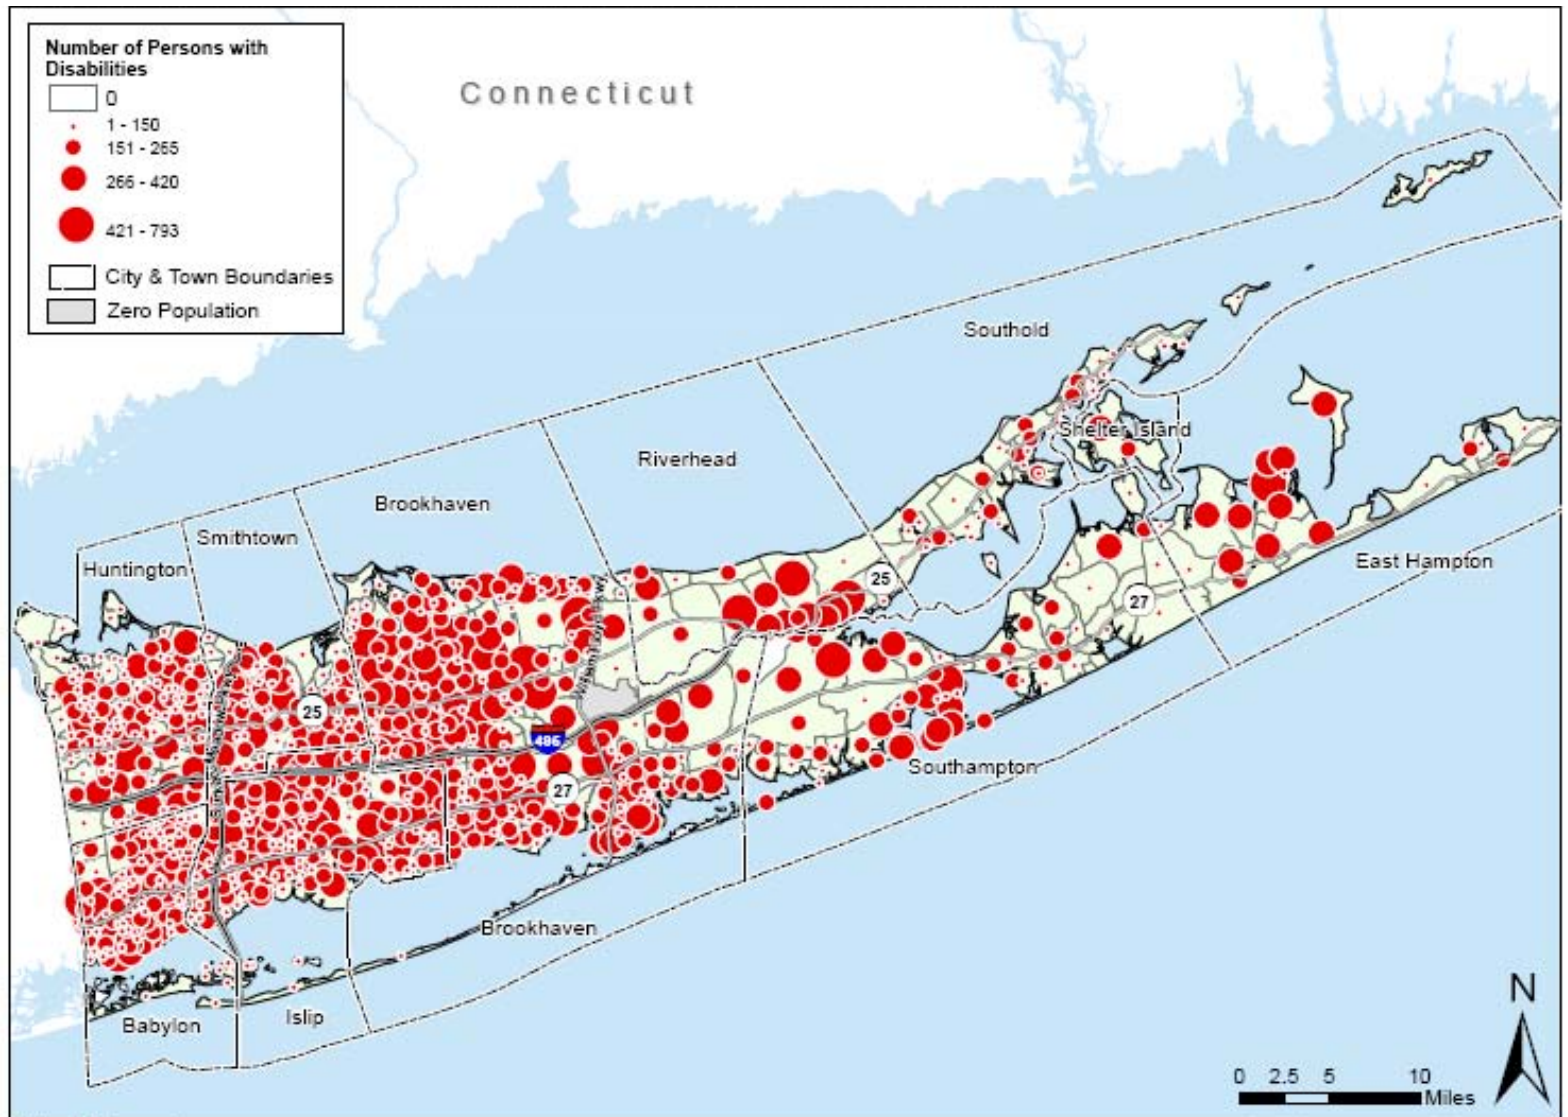 Number of Persons with
Disabilities
0
1 - 150
151 - 265
266 - 420
421 - 793
City & Town Boundaries
Zero Population
Connecticut
Southold
Shelter Island
Riverhead
Brookhaven
Smithtown
Huntington
25
27
East Hampton
25
495
27
Southampton
Brookhaven
Islip
Babylon
N
0 2.5 5 10
Miles